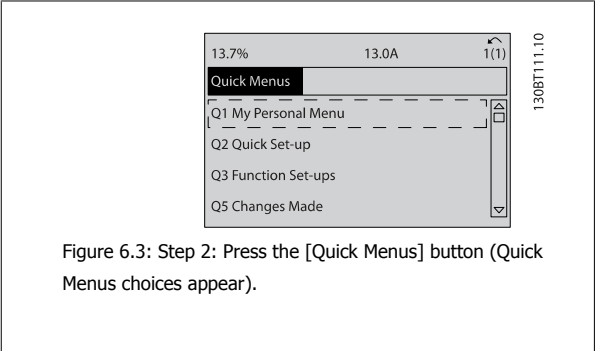 13.7% 13.0A 1(1)
Quick Menus
Q1 My Personal Menu
Q2 Quick Set-up
Q3 Function Set-ups
Q5 Changes Made
130BT111.10
Figure 6.3: Step 2: Press the [Quick Menus] button (Quick
Menus choices appear).